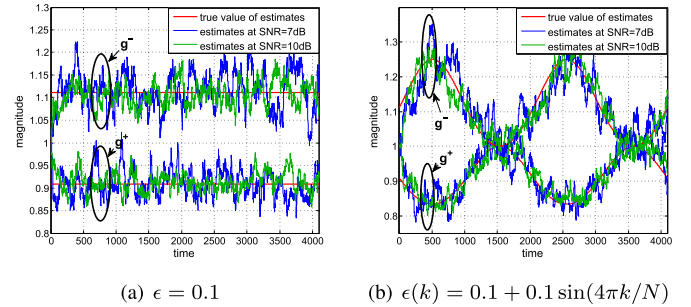 (a)
true value of estimates
estimates at SNR=7dB
estimates at SNR=10dB
g⁻
g⁺
magnitude
1.3
1.25
1.2
1.15
1.1
1.05
1
0.95
0.9
0.85
0.8
0 500 1000 1500 2000 2500 3000 3500 4000
time
(b)
true value of estimates
estimates at SNR=7dB
estimates at SNR=10dB
g⁻
g⁺
magnitude
1.3
1.2
1.1
1
0.9
0.8
0 500 1000 1500 2000 2500 3000 3500 4000
time
(a) ϵ = 0.1
(b) ϵ(k) = 0.1 + 0.1 sin(4πk/N)